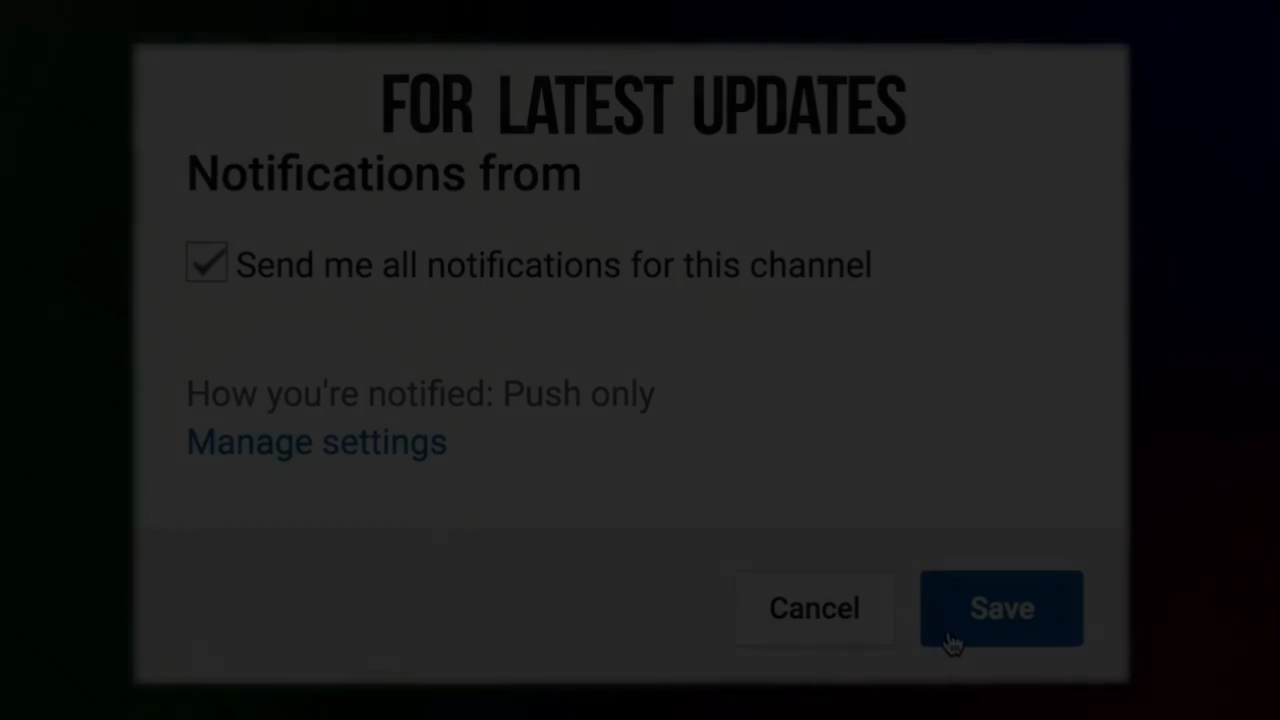 FOR LATEST UPDATES
Notifications from
Send me all notifications for this channel
How you're notified: Push only
Manage settings
Cancel
Save